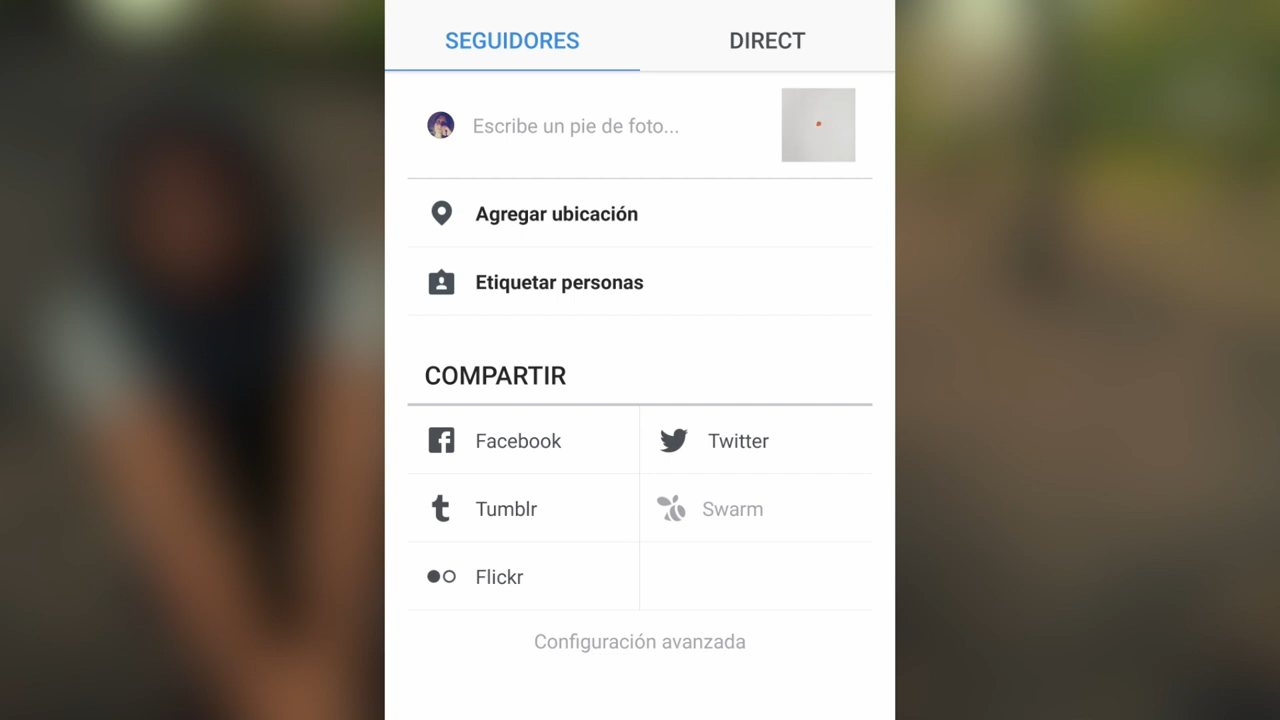 SEGUIDORES DIRECT
Escribe un pie de foto...
Agregar ubicación
Etiquetar personas
COMPARTIR
Facebook Twitter
Tumblr Swarm
Flickr
Configuración avanzada